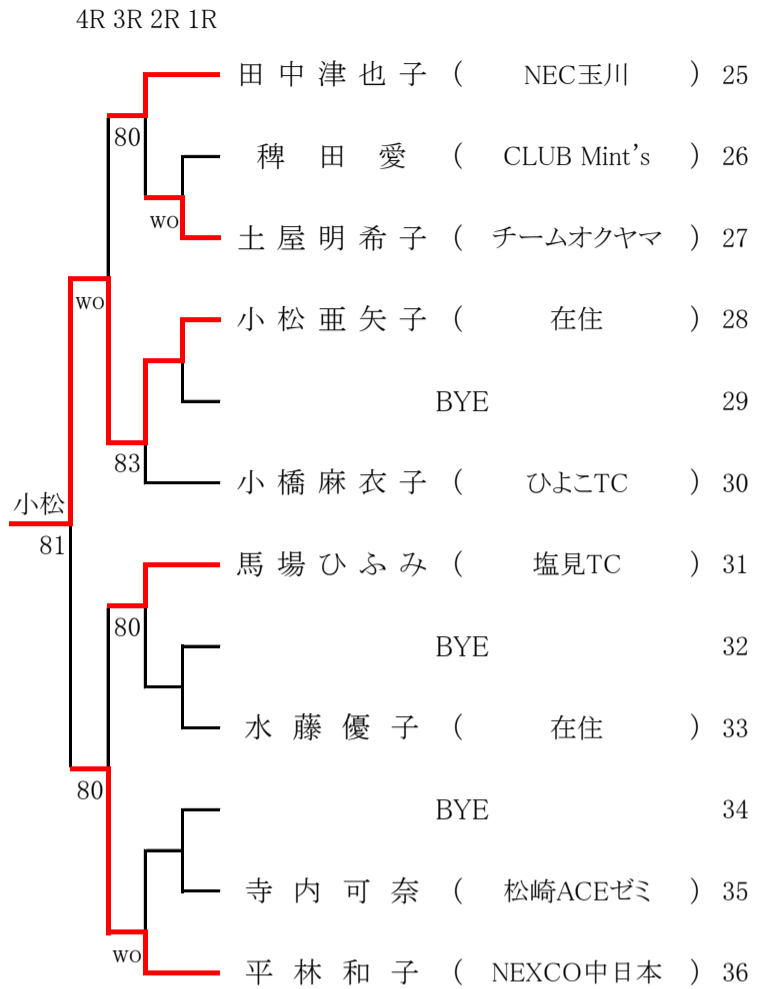 4R 3R 2R 1R
田中津也子 ( NEC玉川 ) 25
80
稗田愛 ( CLUB Mint's ) 26
wo
土屋明希子 ( チームオクヤマ ) 27
wo
小松亜矢子 ( 在住 ) 28
BYE 29
83
小橋麻衣子 ( ひよこTC ) 30
小松
81
馬場ひふみ ( 塩見TC ) 31
80
BYE 32
水藤優子 ( 在住 ) 33
80
BYE 34
寺内可奈 ( 松崎ACEゼミ ) 35
wo
平林和子 ( NEXCO中日本 ) 36